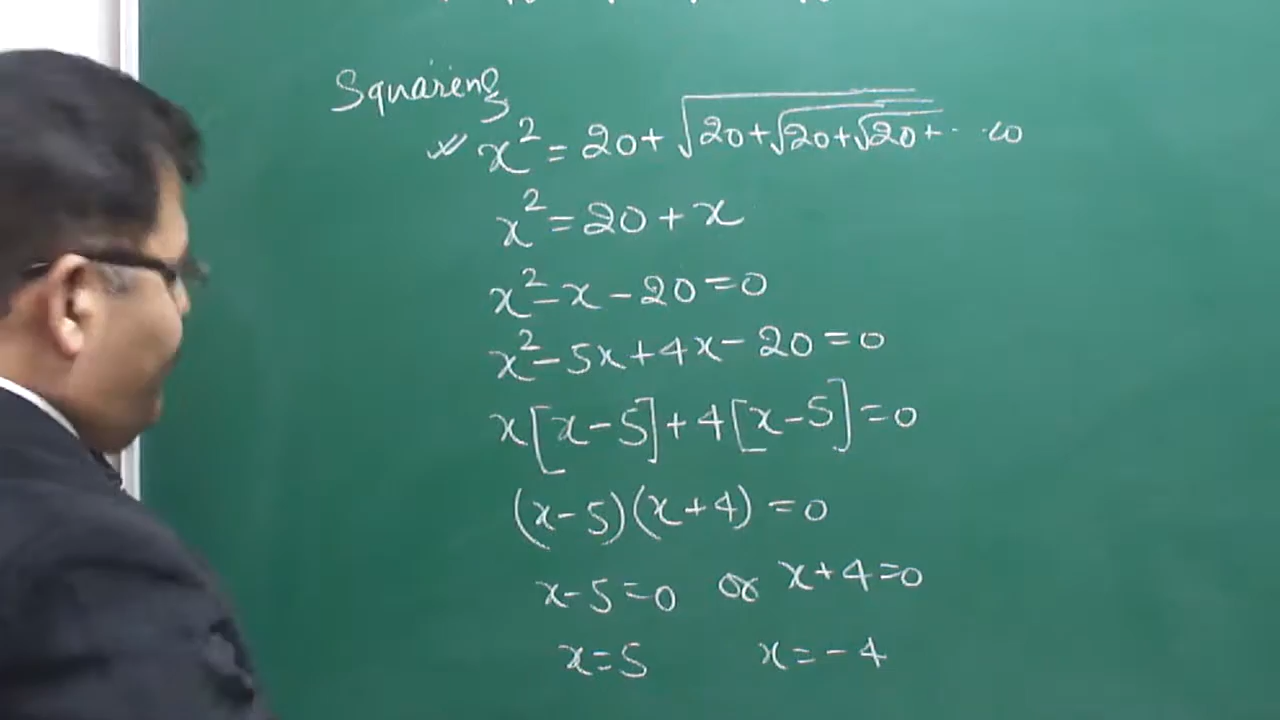 Squaring
x² = 20 + √20 + √20 + √20 + ... ∞
x² = 20 + x
x² - x - 20 = 0
x² - 5x + 4x - 20 = 0
x[x - 5] + 4[x - 5] = 0
(x - 5)(x + 4) = 0
x - 5 = 0 or x + 4 = 0
x = 5 x = - 4